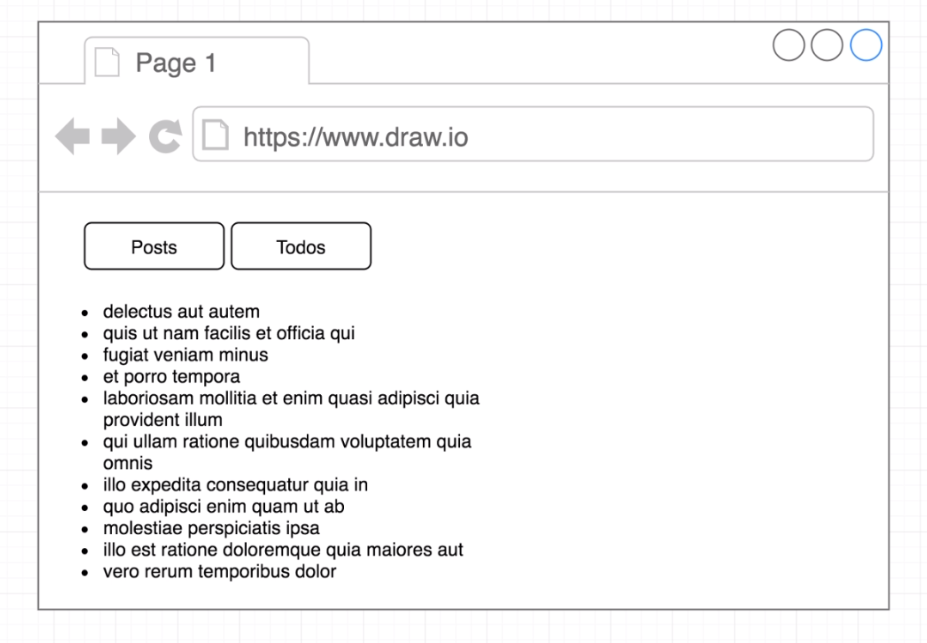 Page 1
https://www.draw.io
Posts Todos
delectus aut autem
quis ut nam facilis et officia qui
fugiat veniam minus
et porro tempora
laboriosam mollitia et enim quasi adipisci quia
provident illum
qui ullam ratione quibusdam voluptatem quia
omnis
illo expedita consequatur quia in
quo adipisci enim quam ut ab
molestiae perspiciatis ipsa
illo est ratione doloremque quia maiores aut
vero rerum temporibus dolor